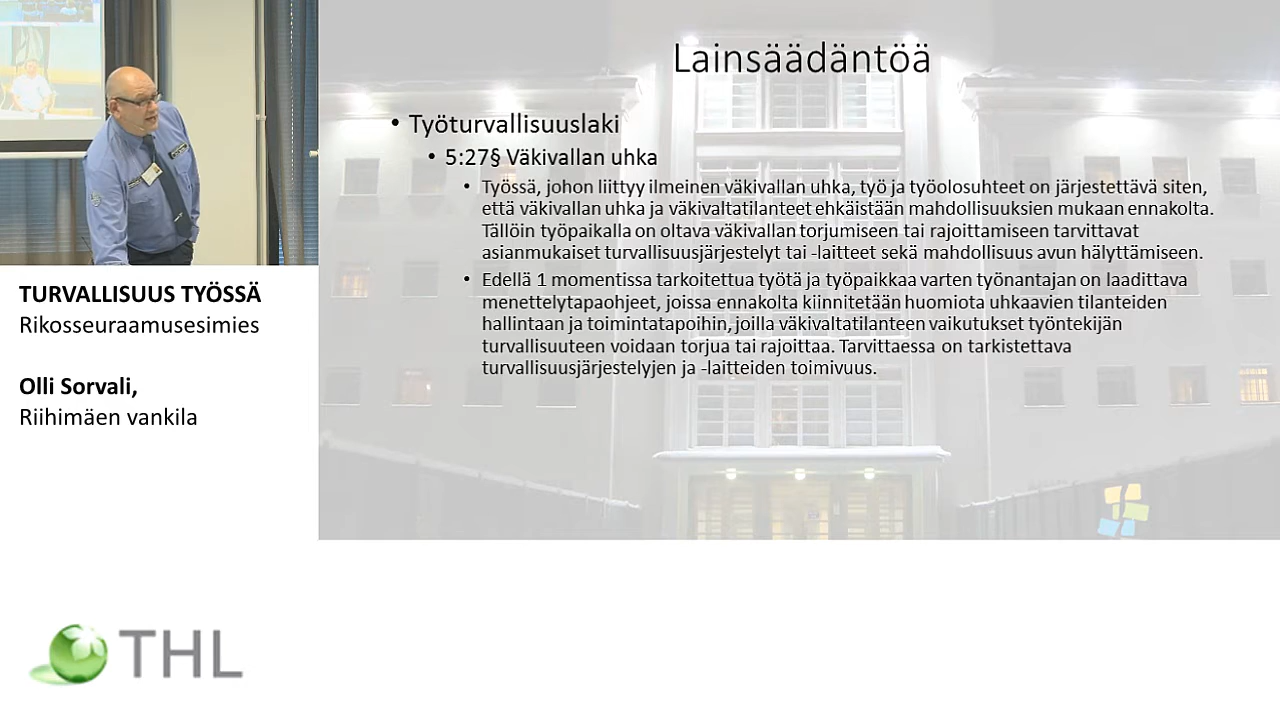 Lainsäädäntöä
• Työturvallisuuslaki
• 5:27§ Väkivallan uhka
• Työssä, johon liittyy ilmeinen väkivallan uhka, työ ja työolosuhteet on järjestettävä siten,
että väkivallan uhka ja väkivaltatilanteet ehkäistään mahdollisuuksien mukaan ennakolta.
Tällöin työpaikalla on oltava väkivallan torjumiseen tai rajoittamiseen tarvittavat
asianmukaiset turvallisuusjärjestelyt tai -laitteet sekä mahdollisuus avun hälyttämiseen.
• Edellä 1 momentissa tarkoitettua työtä ja työpaikkaa varten työnantajan on laadittava
menettelytapaohjeet, joissa ennakolta kiinnitetään huomiota uhkaavien tilanteiden
hallintaan ja toimintatapoihin, joilla väkivaltatilanteen vaikutukset työntekijän
turvallisuuteen voidaan torjua tai rajoittaa. Tarvittaessa on tarkistettava
turvallisuusjärjestelyjen ja -laitteiden toimivuus.
TURVALLISUUS TYÖSSÄ
Rikosseuraamusesimies
Olli Sorvali,
Riihimäen vankila
THL